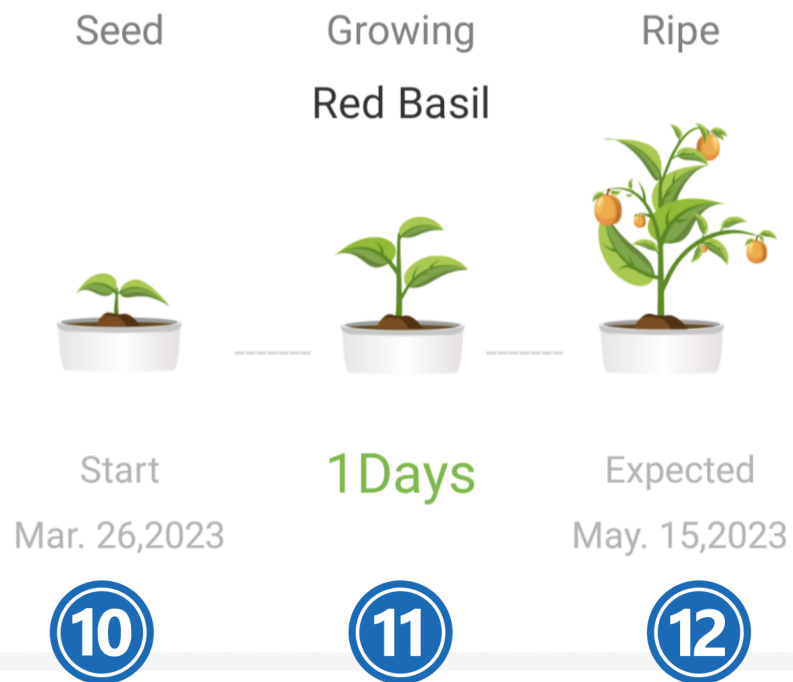 Seed Growing Ripe
Red Basil
Start 1Days Expected
Mar. 26,2023 May. 15,2023
10 11 12